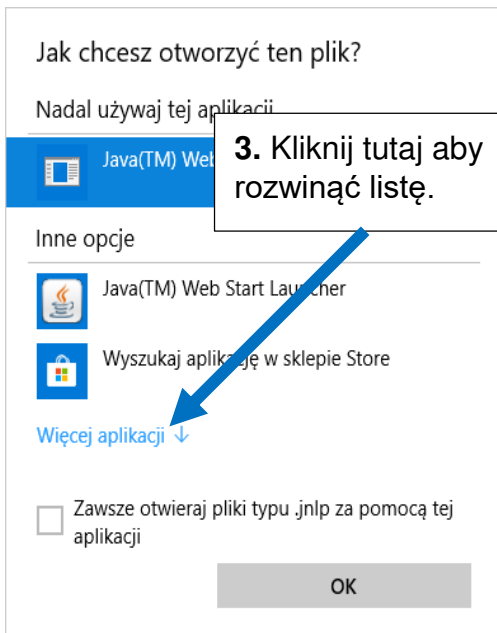 Jak chcesz otworzyć ten plik?
Nadal używaj tej aplikacji
Java(TM) Web
3. Kliknij tutaj aby
rozwinąć listę.
Inne opcje
Java(TM) Web Start Launcher
Wyszukaj aplikację w sklepie Store
Więcej aplikacji ↓
Zawsze otwieraj pliki typu .jnlp za pomocą tej
aplikacji
OK